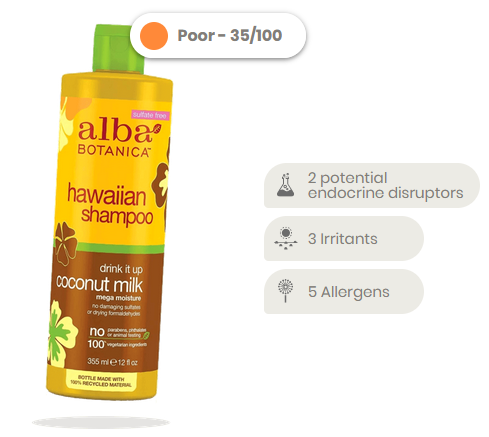 Poor - 35/100
sulfate free
alba
BOTANICA™
hawaiian
shampoo
drink it up
coconut milk
mega moisture
no damaging sulfates
or drying formaldehydes
no parabens, phthalates
or animal testing
100% vegetarian ingredients
355 ml ℮ 12 fl oz
BOTTLE MADE WITH
100% RECYCLED MATERIAL
2 potential
endocrine disruptors
3 Irritants
5 Allergens